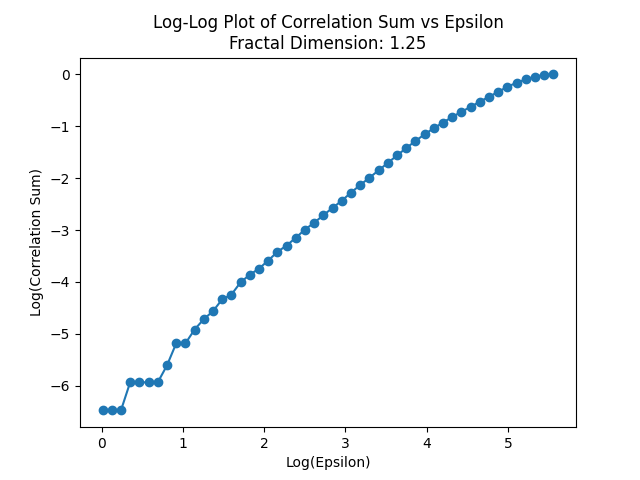 Log-Log Plot of Correlation Sum vs Epsilon
Fractal Dimension: 1.25
Log(Correlation Sum)
0
−1
−2
−3
−4
−5
−6
0 1 2 3 4 5
Log(Epsilon)